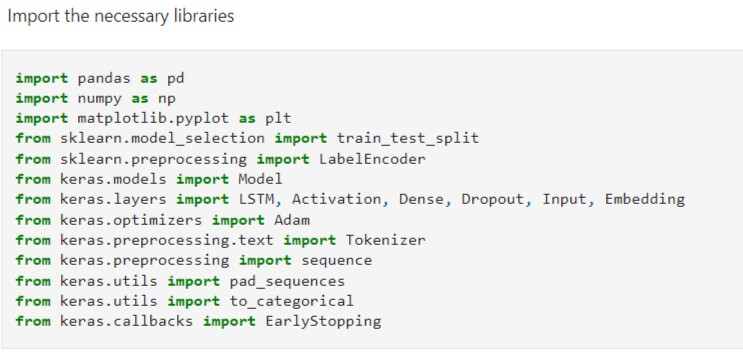 Import the necessary libraries
import pandas as pd
import numpy as np
import matplotlib.pyplot as plt
from sklearn.model_selection import train_test_split
from sklearn.preprocessing import LabelEncoder
from keras.models import Model
from keras.layers import LSTM, Activation, Dense, Dropout, Input, Embedding
from keras.optimizers import Adam
from keras.preprocessing.text import Tokenizer
from keras.preprocessing import sequence
from keras.utils import pad_sequences
from keras.utils import to_categorical
from keras.callbacks import EarlyStopping